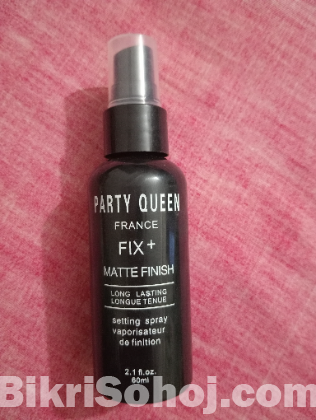 PARTY QUEEN
FRANCE
FIX+
MATTE FINISH
LONG LASTING
LONGUE TENUE
setting spray
vaporisateur
de finition
2.1 fl.oz.
60ml
BikriSohoj.com